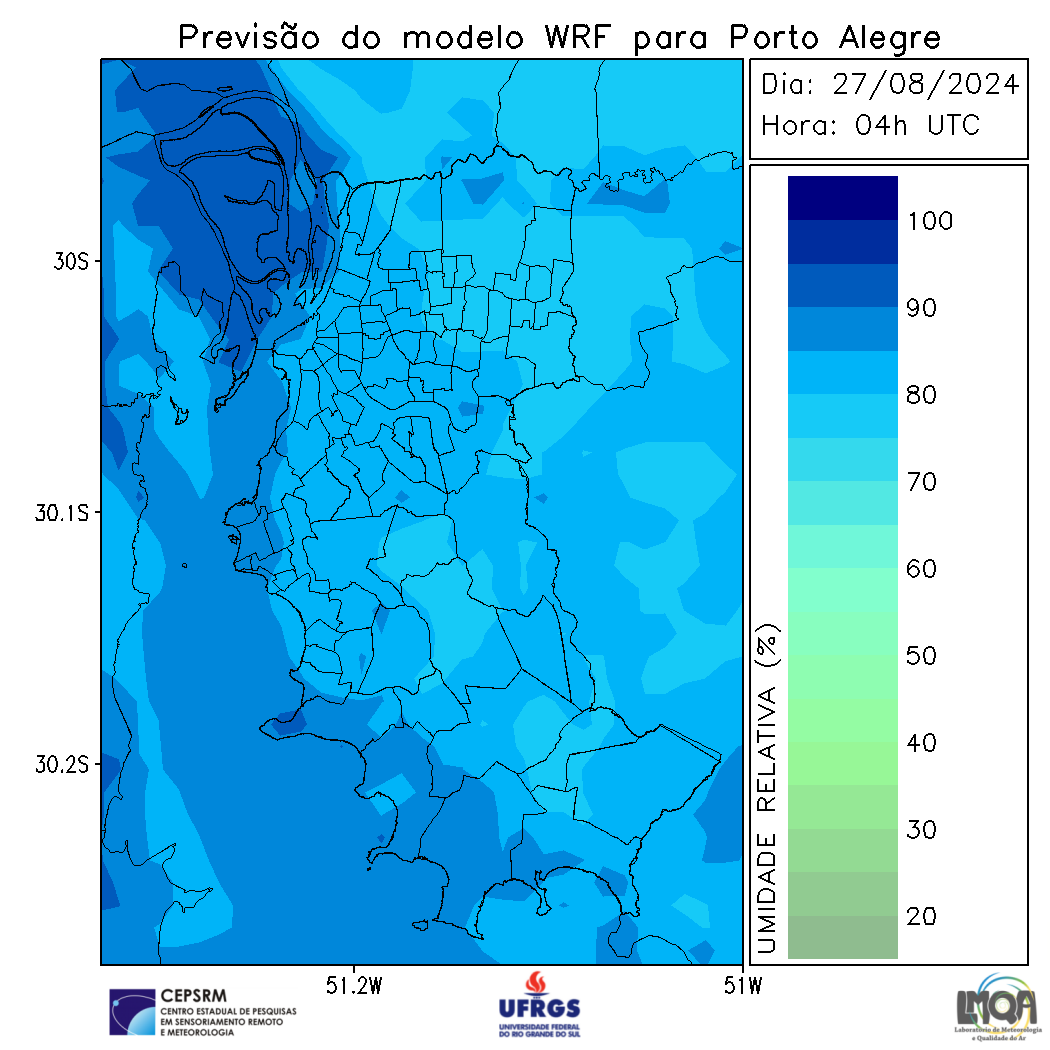 Previsão do modelo WRF para Porto Alegre
Dia: 27/08/2024
Hora: 04h UTC
100
90
80
70
60
50
40
30
20
UMIDADE RELATIVA (%)
30S
30.1S
30.2S
51.2W
51W
CEPSRM
CENTRO ESTADUAL DE PESQUISAS
EM SENSORIAMENTO REMOTO
E METEOROLOGIA
UFRGS
UNIVERSIDADE FEDERAL
DO RIO GRANDE DO SUL
LMQA
Laboratório de Meteorologia
e Qualidade do Ar